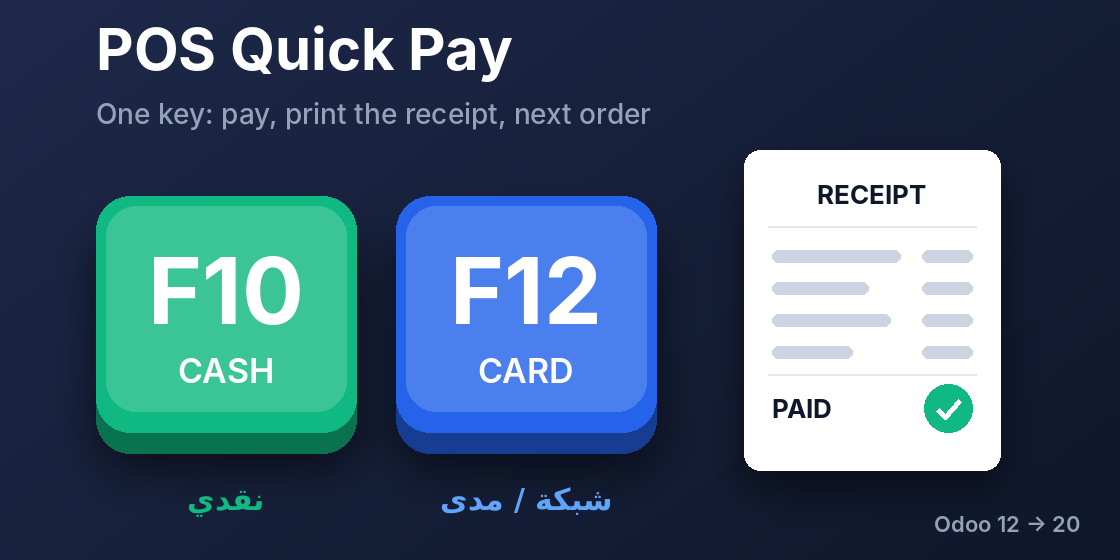 POS Quick Pay
One key: pay, print the receipt, next order
F10
CASH
نقدي
F12
CARD
شبكة / مدى
RECEIPT
PAID
Odoo 12 → 20